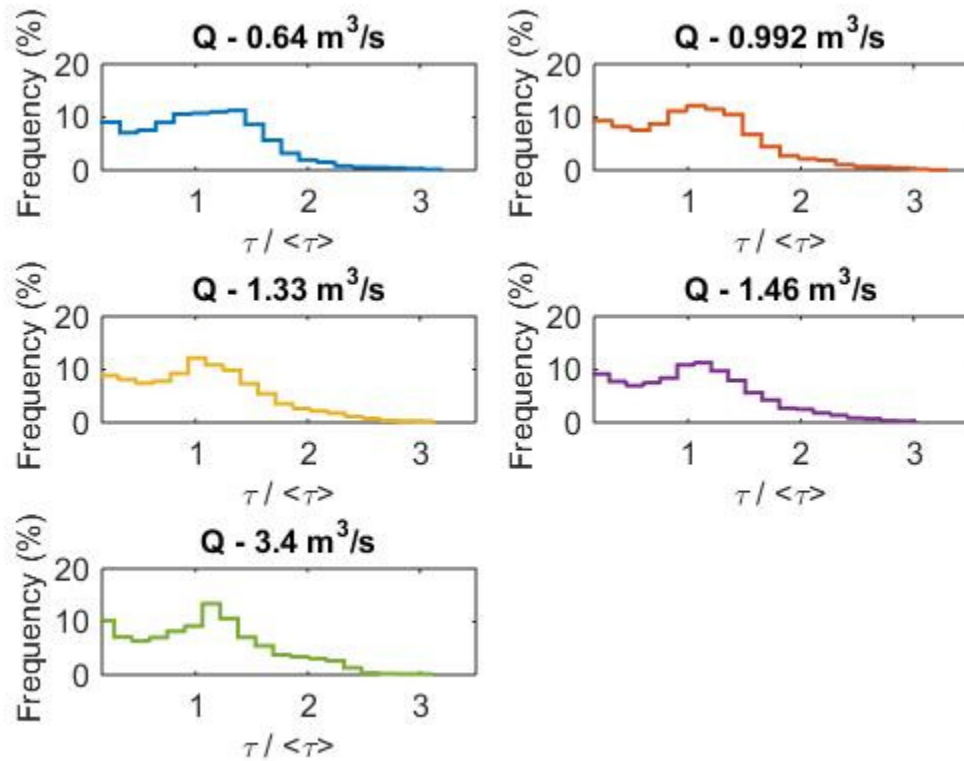 Q - 0.64 m³/s
Frequency (%)
20
10
0
1 2 3
τ / <τ>
Q - 0.992 m³/s
Frequency (%)
20
10
0
1 2 3
τ / <τ>
Q - 1.33 m³/s
Frequency (%)
20
10
0
1 2 3
τ / <τ>
Q - 1.46 m³/s
Frequency (%)
20
10
0
1 2 3
τ / <τ>
Q - 3.4 m³/s
Frequency (%)
20
10
0
1 2 3
τ / <τ>